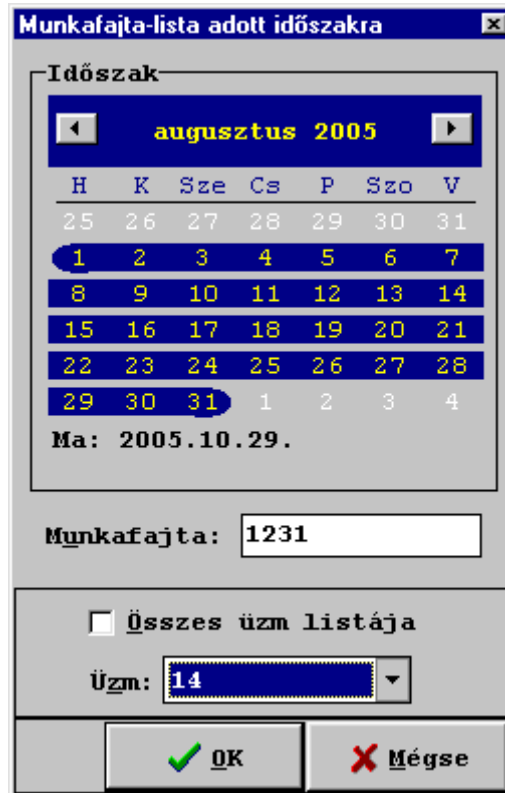 Munkafajta-lista adott időszakra
Időszak
augusztus 2005
H K Sze Cs P Szo V
25 26 27 28 29 30 31
1 2 3 4 5 6 7
8 9 10 11 12 13 14
15 16 17 18 19 20 21
22 23 24 25 26 27 28
29 30 31 1 2 3 4
Ma: 2005.10.29.
Munkafajta: 1231
Összes üzm listája
Üzm: 14
OK Mégse